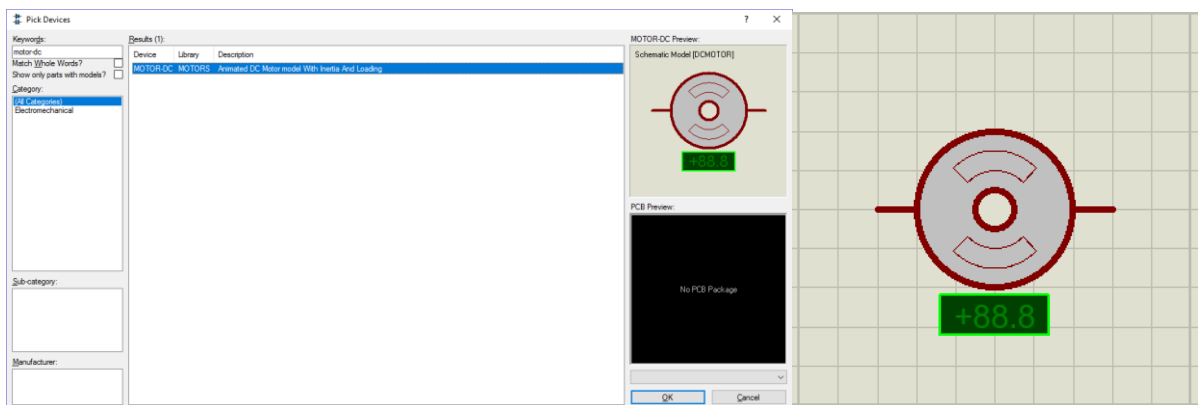 Pick Devices
? ×
Keywords:
motor-dc
Match Whole Words?
Show only parts with models?
Category:
(All Categories)
Electromechanical
Sub-category:
Manufacturer:
Results (1):
Device Library Description
MOTOR-DC MOTORS Animated DC Motor model With Inertia And Loading
MOTOR-DC Preview:
Schematic Model [DCMOTOR]
+88.8
PCB Preview:
No PCB Package
OK Cancel
+88.8